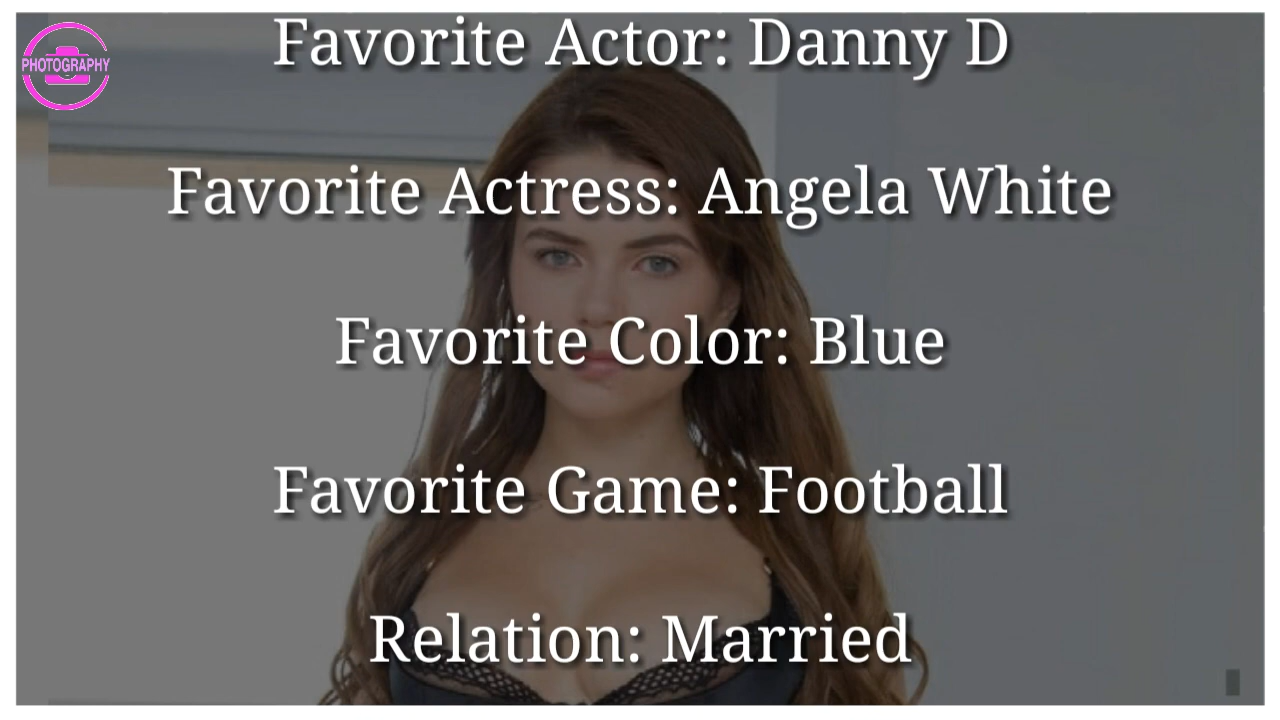 PHOTOGRAPHY
Favorite Actor: Danny D
Favorite Actress: Angela White
Favorite Color: Blue
Favorite Game: Football
Relation: Married